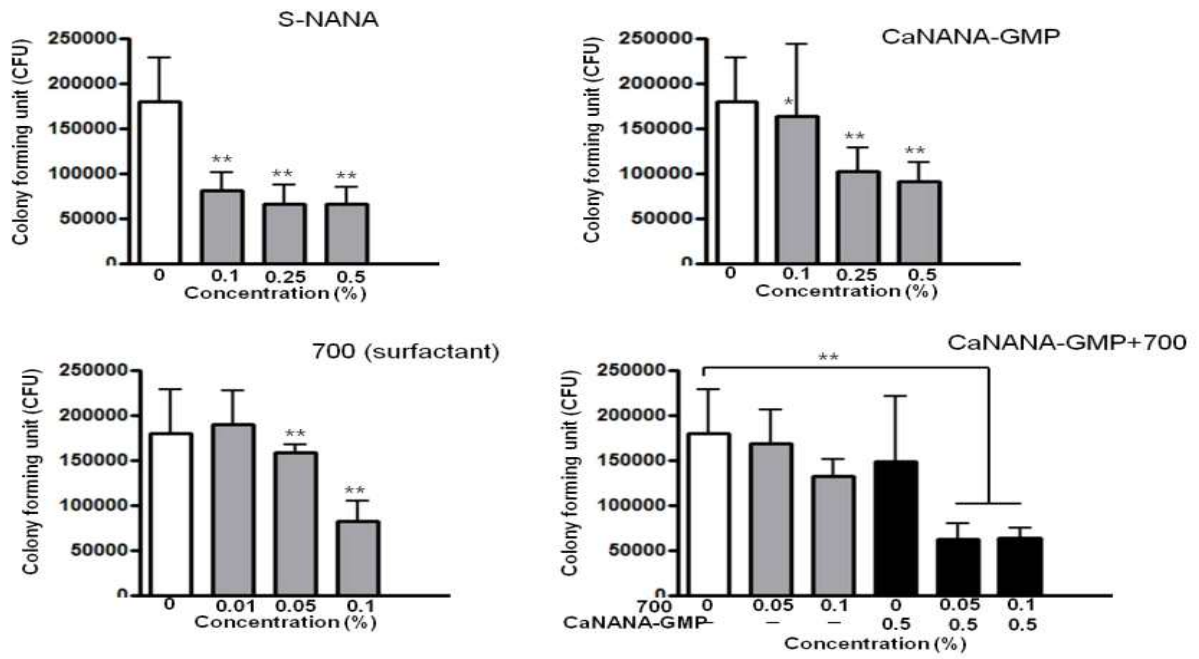 S-NANA
Colony forming unit (CFU)
250000
200000
150000
100000
50000
0
**
**
**
0 0.1 0.25 0.5
Concentration (%)
CaNANA-GMP
Colony forming unit (CFU)
250000
200000
150000
100000
50000
0
*
**
**
0 0.1 0.25 0.5
Concentration (%)
700 (surfactant)
Colony forming unit (CFU)
250000
200000
150000
100000
50000
0
**
**
0 0.01 0.05 0.1
Concentration (%)
CaNANA-GMP+700
Colony forming unit (CFU)
250000
200000
150000
100000
50000
0
**
700 0 0.05 0.1 0 0.05 0.1
CaNANA-GMP – – – 0.5 0.5 0.5
Concentration (%)